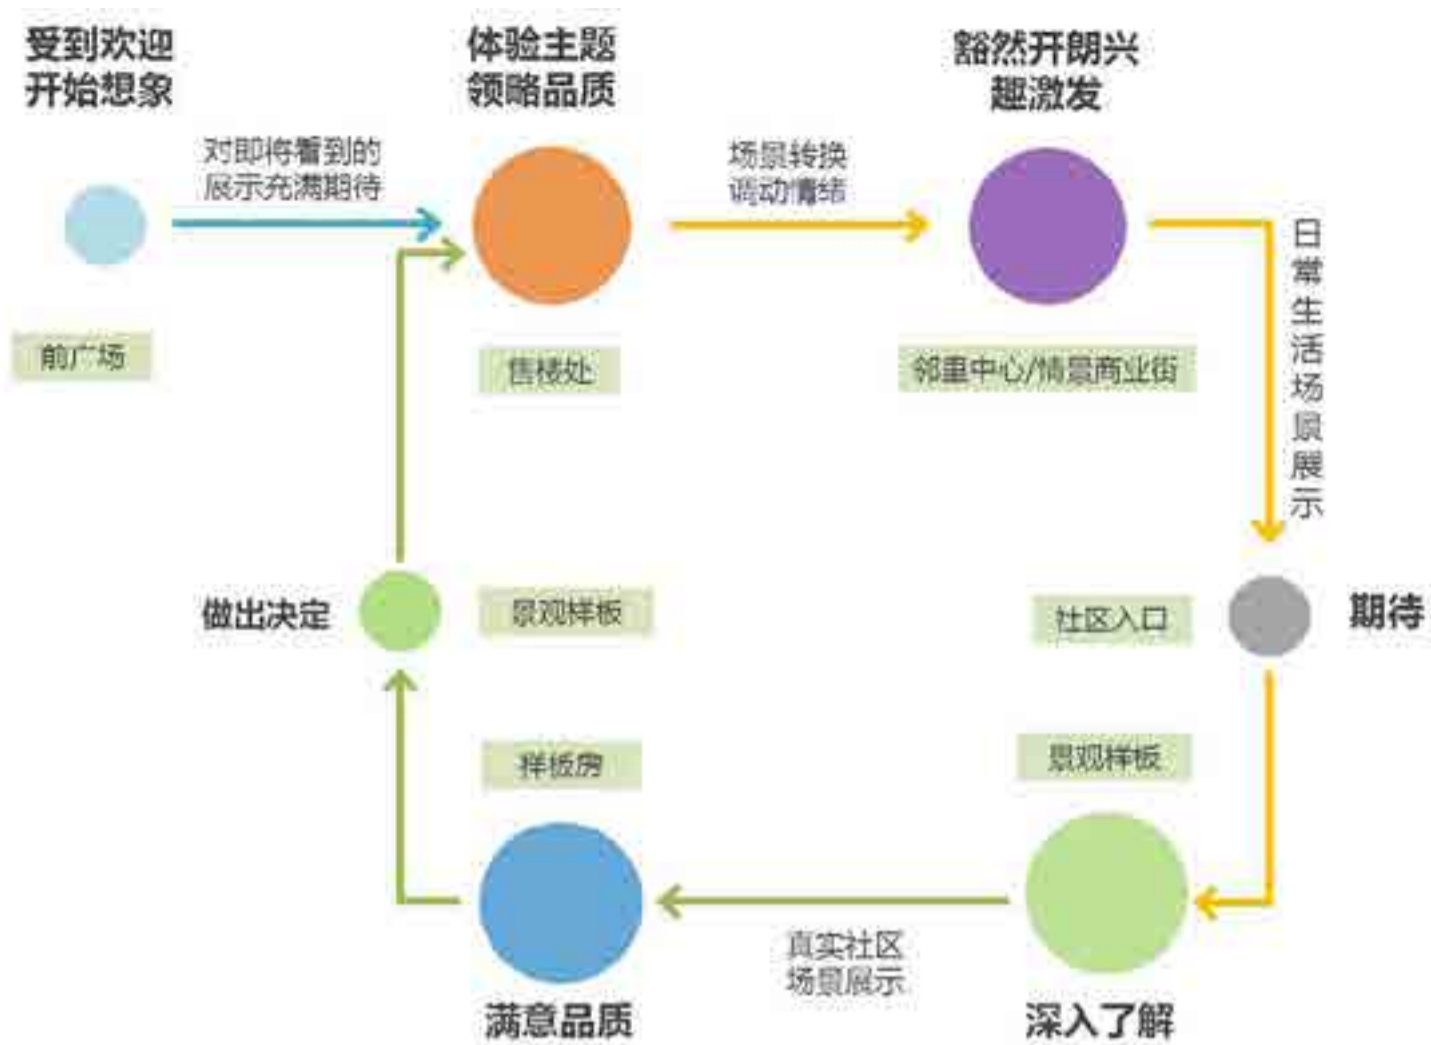 受到欢迎
开始想象
体验主题
领略品质
豁然开朗兴
趣激发
对即将看到的
展示充满期待
场景转换
调动情绪
日常生活场景展示
前广场
售楼处
邻里中心/情景商业街
做出决定
景观样板
社区入口
期待
样板房
景观样板
真实社区
场景展示
满意品质
深入了解